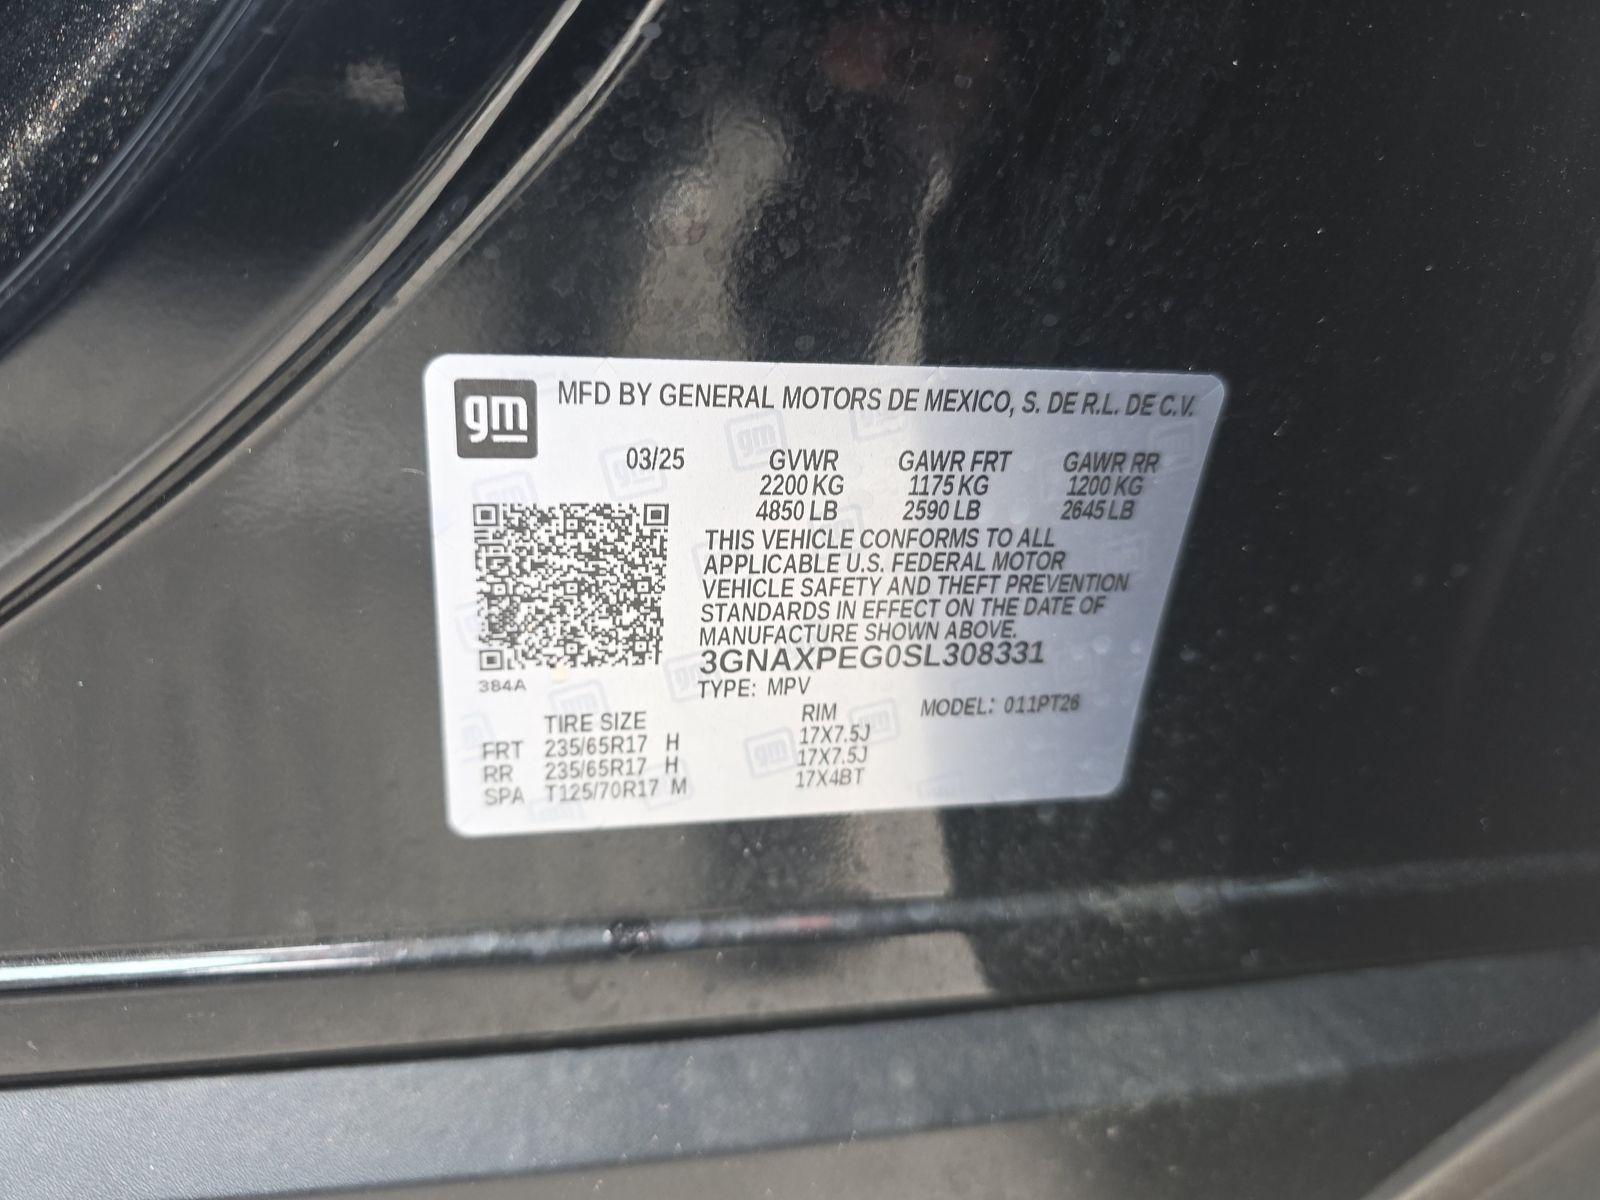 gm MFD BY GENERAL MOTORS DE MEXICO, S. DE R.L. DE C.V.
03/25 GVWR GAWR FRT GAWR RR
2200 KG 1175 KG 1200 KG
4850 LB 2590 LB 2645 LB
THIS VEHICLE CONFORMS TO ALL
APPLICABLE U.S. FEDERAL MOTOR
VEHICLE SAFETY AND THEFT PREVENTION
STANDARDS IN EFFECT ON THE DATE OF
MANUFACTURE SHOWN ABOVE.
3GNAXPEG0SL308331
384A TYPE: MPV
TIRE SIZE RIM MODEL: 011PT26
FRT 235/65R17 H 17X7.5J
RR 235/65R17 H 17X7.5J
SPA T125/70R17 M 17X4BT